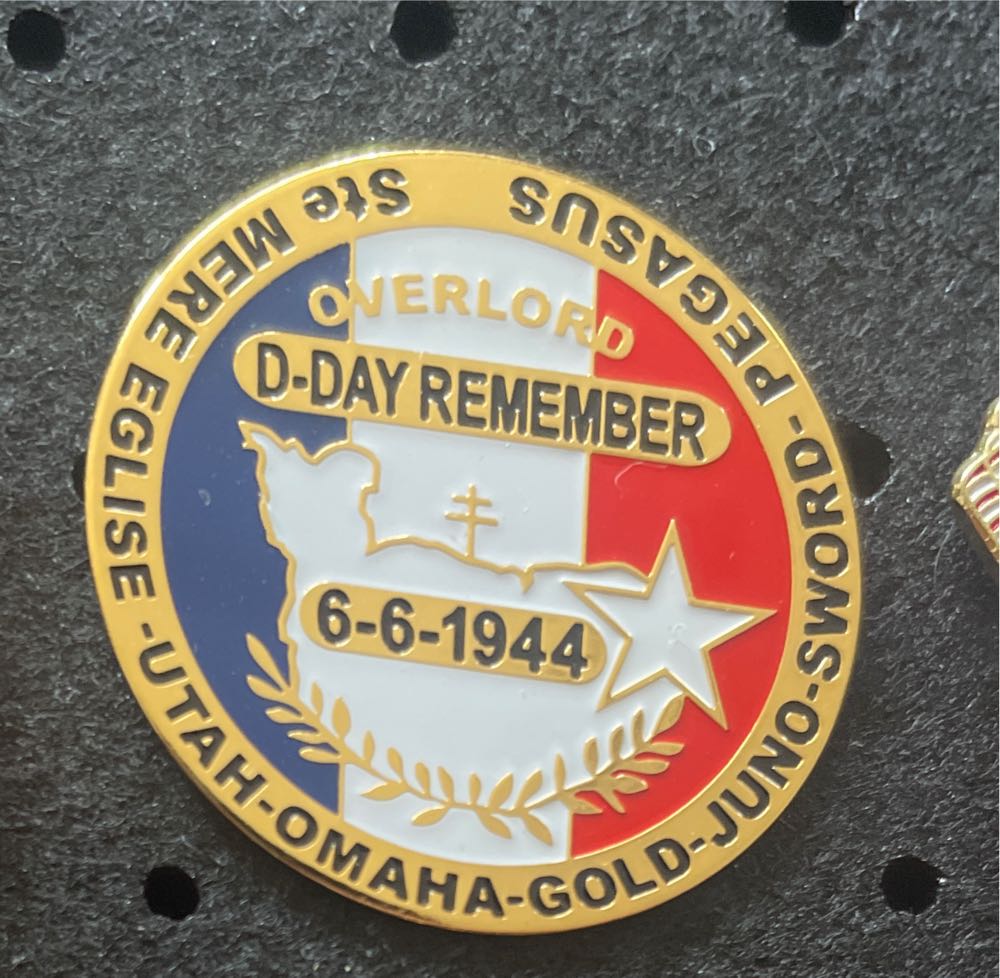 OVERLORD
D-DAY REMEMBER
6-6-1944
Ste MERE EGLISE -UTAH-OMAHA-GOLD-JUNO-SWORD- PEGASUS